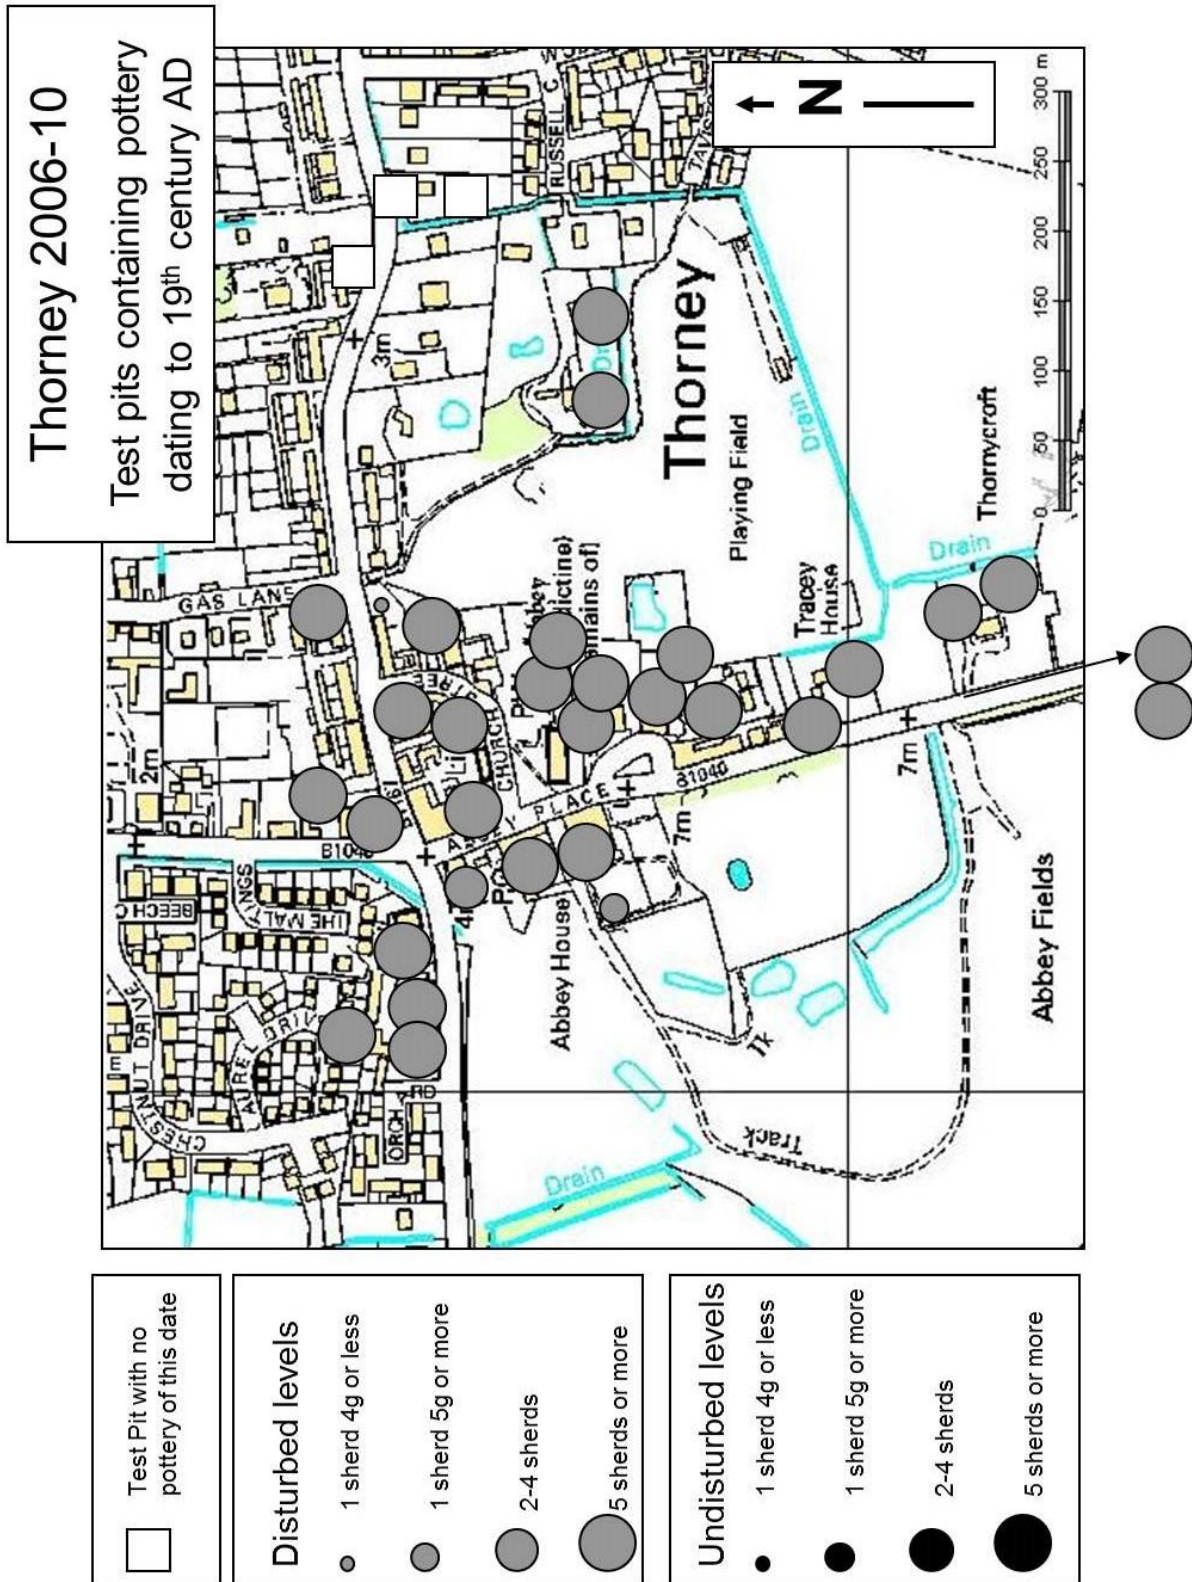 Thorney 2006-10
Test pits containing pottery
dating to 19th century AD
N
GAS LANE
2m
3m
RUSSELL C
Thorney
Playing Field
Drain
Tracey
House
Drain
Thornycroft
0 50 100 150 200 250 300 m
CHURCH
STREE
PLACE
B1040
B1040
7m
7m
Abbey House
Abbey Fields
Tk
Track
Drain
BEECH C
KINGS
THE MAL
CHESTNUT DRIVE
ORCH
RD
Test Pit with no
pottery of this date
Disturbed levels
1 sherd 4g or less
1 sherd 5g or more
2-4 sherds
5 sherds or more
Undisturbed levels
1 sherd 4g or less
1 sherd 5g or more
2-4 sherds
5 sherds or more